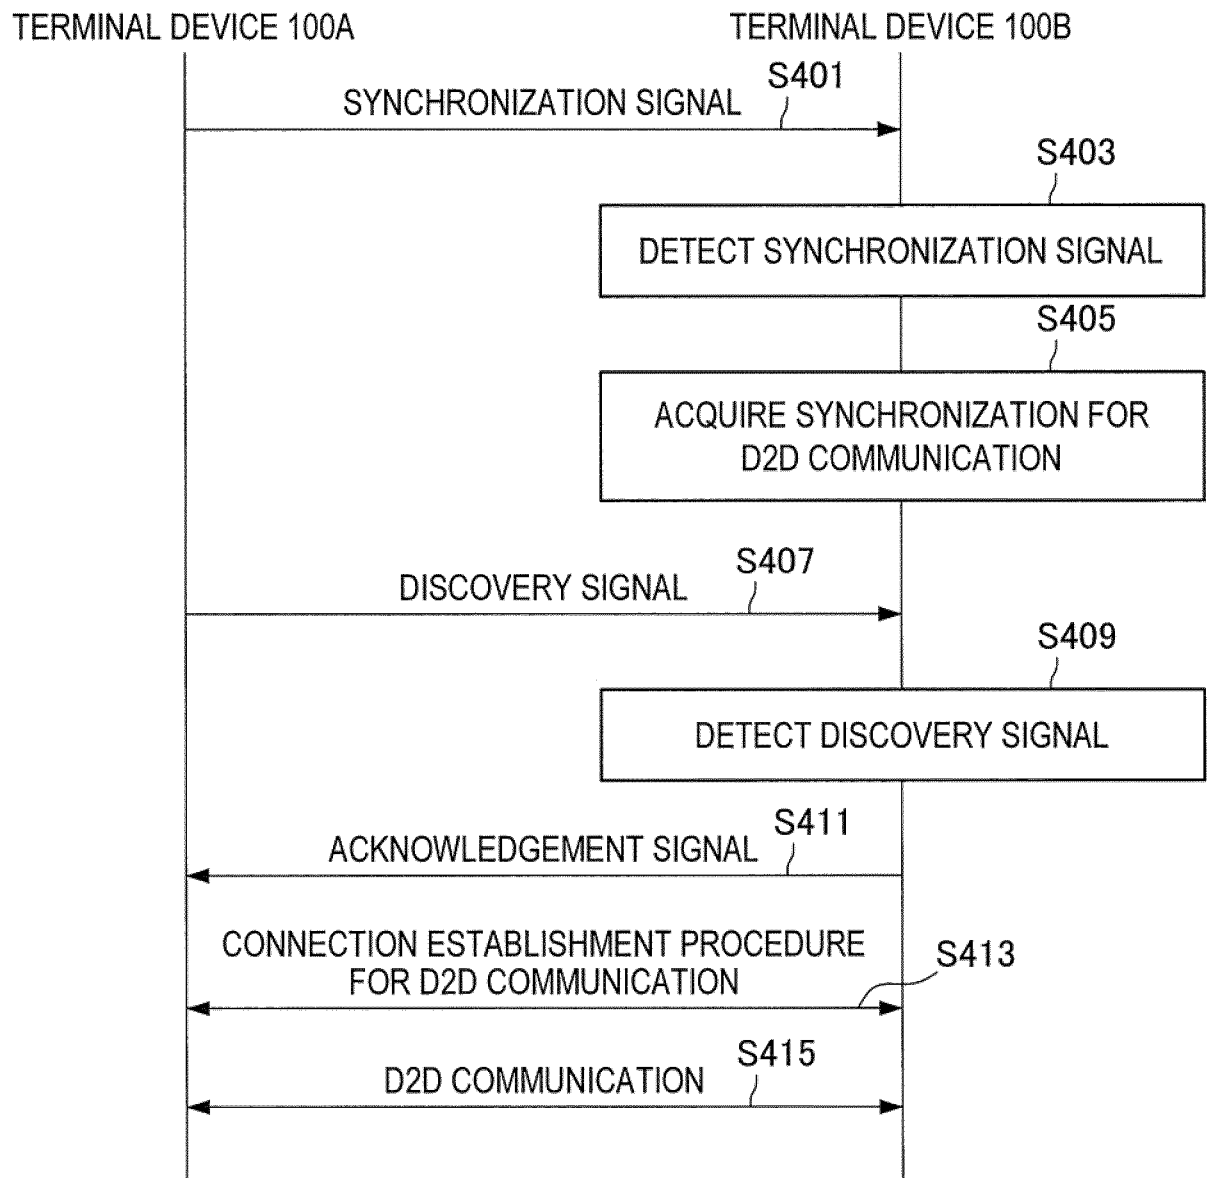 TERMINAL DEVICE 100A
TERMINAL DEVICE 100B
S401
SYNCHRONIZATION SIGNAL
S403
DETECT SYNCHRONIZATION SIGNAL
S405
ACQUIRE SYNCHRONIZATION FOR
D2D COMMUNICATION
S407
DISCOVERY SIGNAL
S409
DETECT DISCOVERY SIGNAL
S411
ACKNOWLEDGEMENT SIGNAL
CONNECTION ESTABLISHMENT PROCEDURE
FOR D2D COMMUNICATION
S413
S415
D2D COMMUNICATION